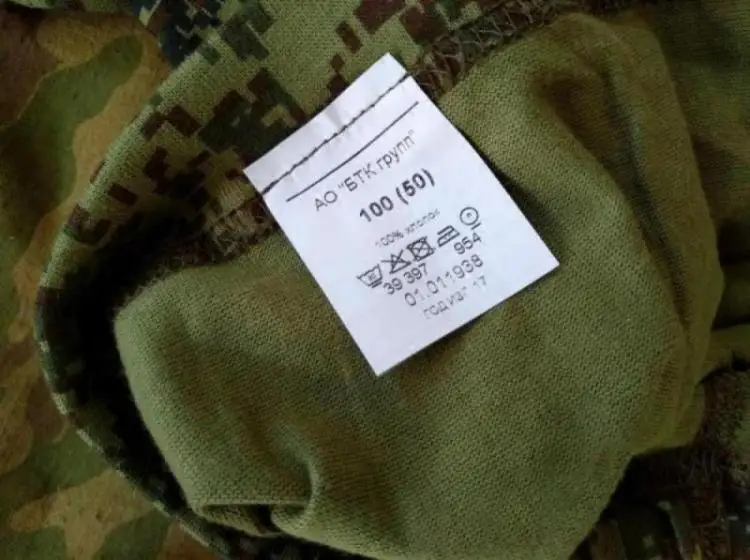 АО "БТК групп"
100 (50)
100% хлопок
39 397 954
01.011938
год изг. 17